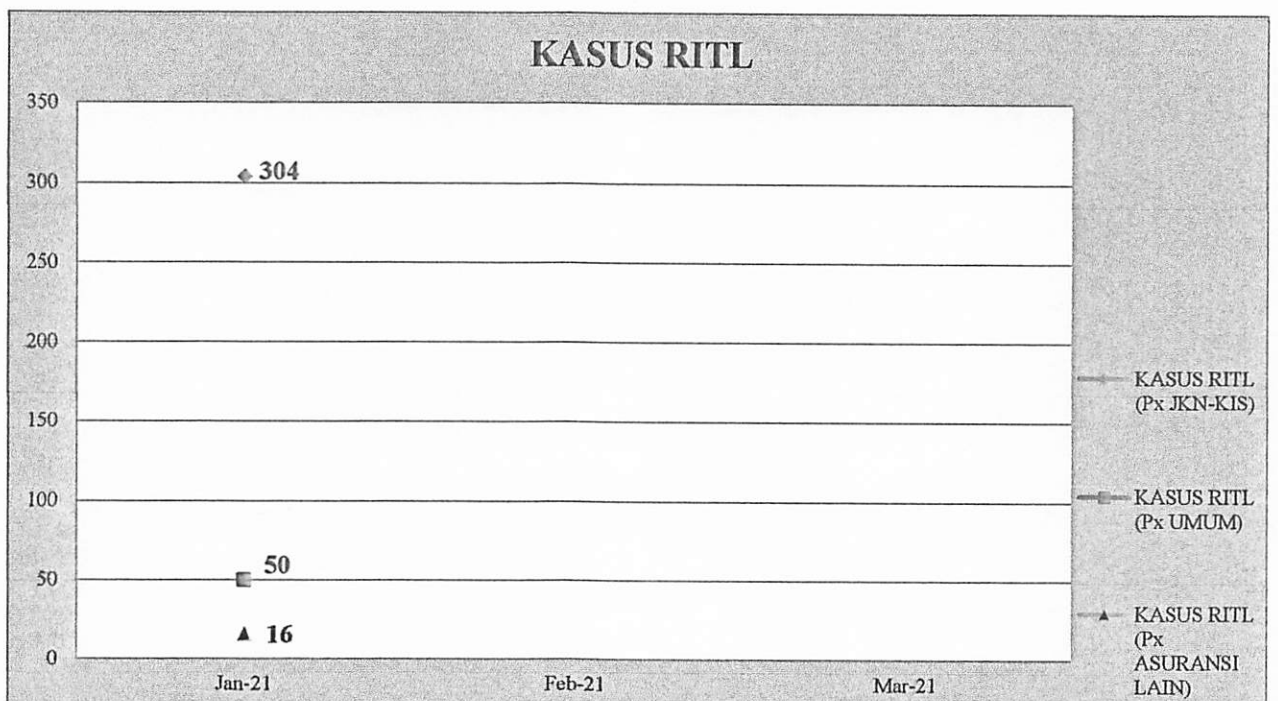 KASUS RITL
350
300
250
200
150
100
50
0
304
50
16
Jan-21
Feb-21
Mar-21
KASUS RITL
(Px JKN-KIS)
KASUS RITL
(Px UMUM)
KASUS RITL
(Px
ASURANSI
LAIN)